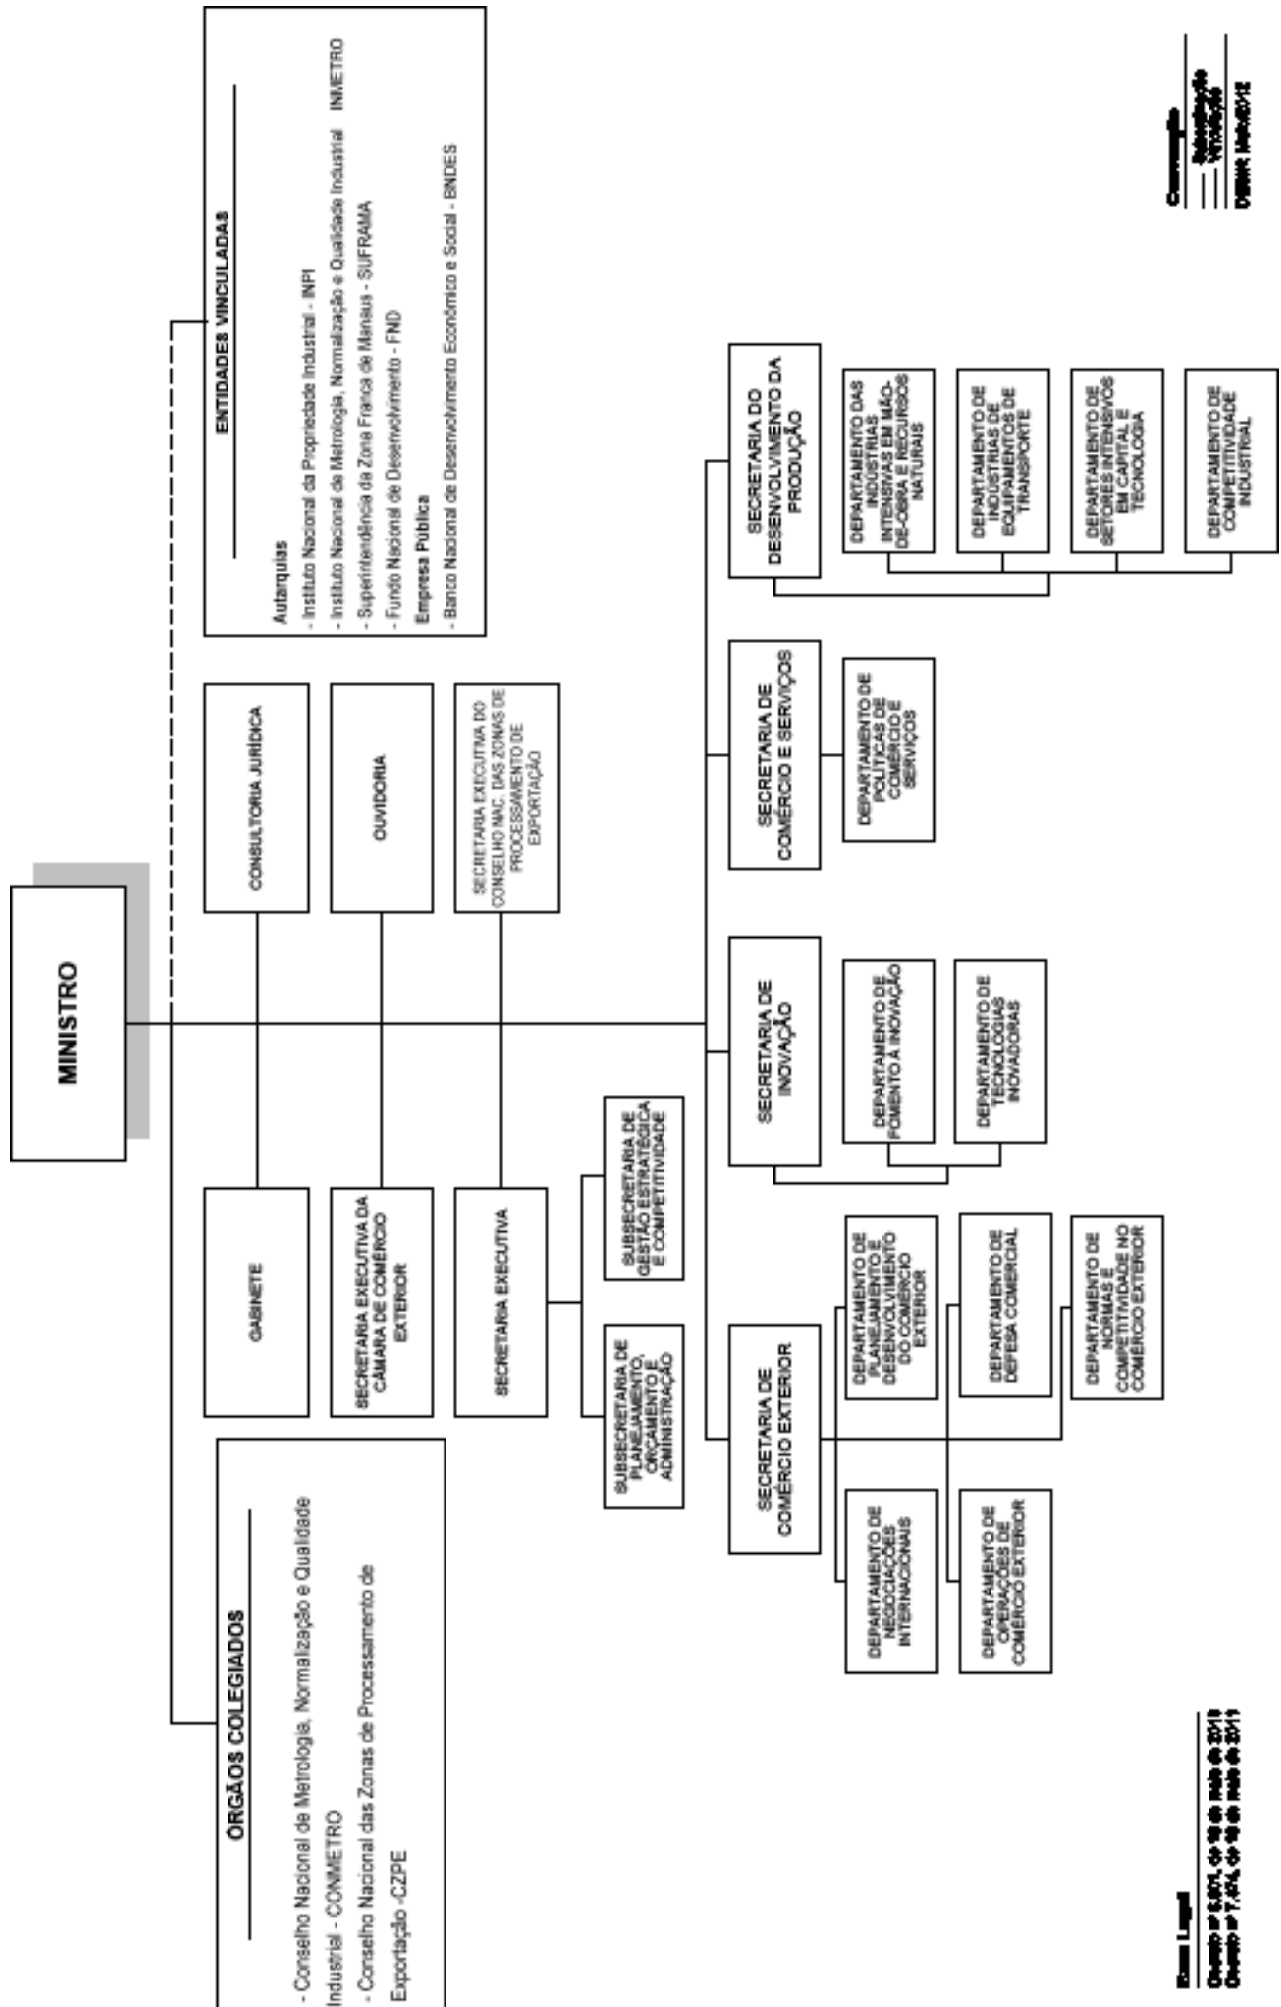 MINISTRO
ÓRGÃOS COLEGIADOS
- Conselho Nacional de Metrologia, Normalização e Qualidade
Industrial - CONMETRO
- Conselho Nacional das Zonas de Processamento de
Exportação -CZPE
GABINETE
CONSULTORIA JURÍDICA
SECRETARIA EXECUTIVA DA
CÂMARA DE COMÉRCIO
EXTERIOR
OUVIDORIA
SECRETARIA EXECUTIVA
SECRETARIA EXECUTIVA DO
CONSELHO NAC. DAS ZONAS DE
PROCESSAMENTO DE
EXPORTAÇÃO
ENTIDADES VINCULADAS
Autarquias
- Instituto Nacional da Propriedade Industrial - INPI
- Instituto Nacional de Metrologia, Normalização e Qualidade Industrial INMETRO
- Superintendência da Zona Franca de Manaus - SUFRAMA
- Fundo Nacional de Desenvolvimento - FND
Empresa Pública
- Banco Nacional de Desenvolvimento Econômico e Social - BNDES
SUBSECRETARIA DE
PLANEJAMENTO,
ORÇAMENTO E
ADMINISTRAÇÃO
SUBSECRETARIA DE
GESTÃO ESTRATÉGICA
E COMPETITIVIDADE
SECRETARIA DE
COMÉRCIO EXTERIOR
DEPARTAMENTO DE
NEGOCIAÇÕES
INTERNACIONAIS
DEPARTAMENTO DE
PLANEJAMENTO E
DESENVOLVIMENTO
DO COMÉRCIO
EXTERIOR
DEPARTAMENTO DE
OPERAÇÕES DE
COMÉRCIO EXTERIOR
DEPARTAMENTO DE
DEFESA COMERCIAL
DEPARTAMENTO DE
NORMAS E
COMPETITIVIDADE NO
COMÉRCIO EXTERIOR
SECRETARIA DE
INOVAÇÃO
DEPARTAMENTO DE
FOMENTO À INOVAÇÃO
DEPARTAMENTO DE
TECNOLOGIAS
INOVADORAS
SECRETARIA DE
COMÉRCIO E SERVIÇOS
DEPARTAMENTO DE
POLÍTICAS DE
COMÉRCIO E
SERVIÇOS
SECRETARIA DO
DESENVOLVIMENTO DA
PRODUÇÃO
DEPARTAMENTO DAS
INDÚSTRIAS
INTENSIVAS EM MÃO-
DE-OBRA E RECURSOS
NATURAIS
DEPARTAMENTO DE
INDÚSTRIAS DE
EQUIPAMENTOS DE
TRANSPORTE
DEPARTAMENTO DE
SETORES INTENSIVOS
EM CAPITAL E
TECNOLOGIA
DEPARTAMENTO DE
COMPETITIVIDADE
INDUSTRIAL
Base Legal
Convenção
Subordinação
Vinculação